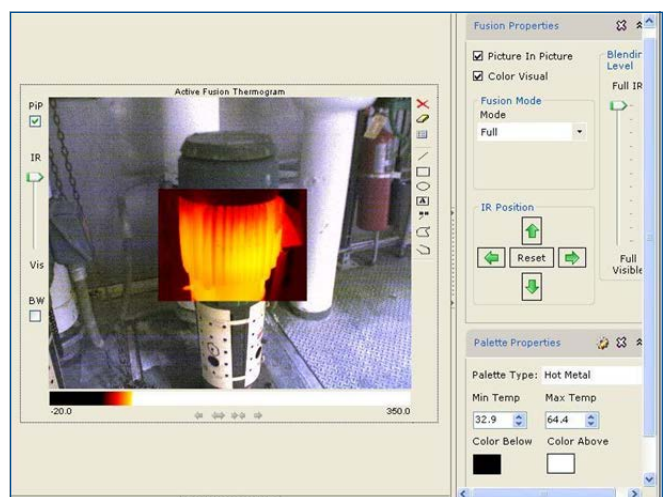 Active Fusion Thermogram
PiP
IR
Vis
BW
A
-20.0
350.0
Fusion Properties
Picture In Picture
Color Visual
Blending
Level
Full IR
Fusion Mode
Mode
Full
IR Position
Reset
Full
Visible
Palette Properties
Palette Type: Hot Metal
Min Temp Max Temp
32.9 64.4
Color Below Color Above